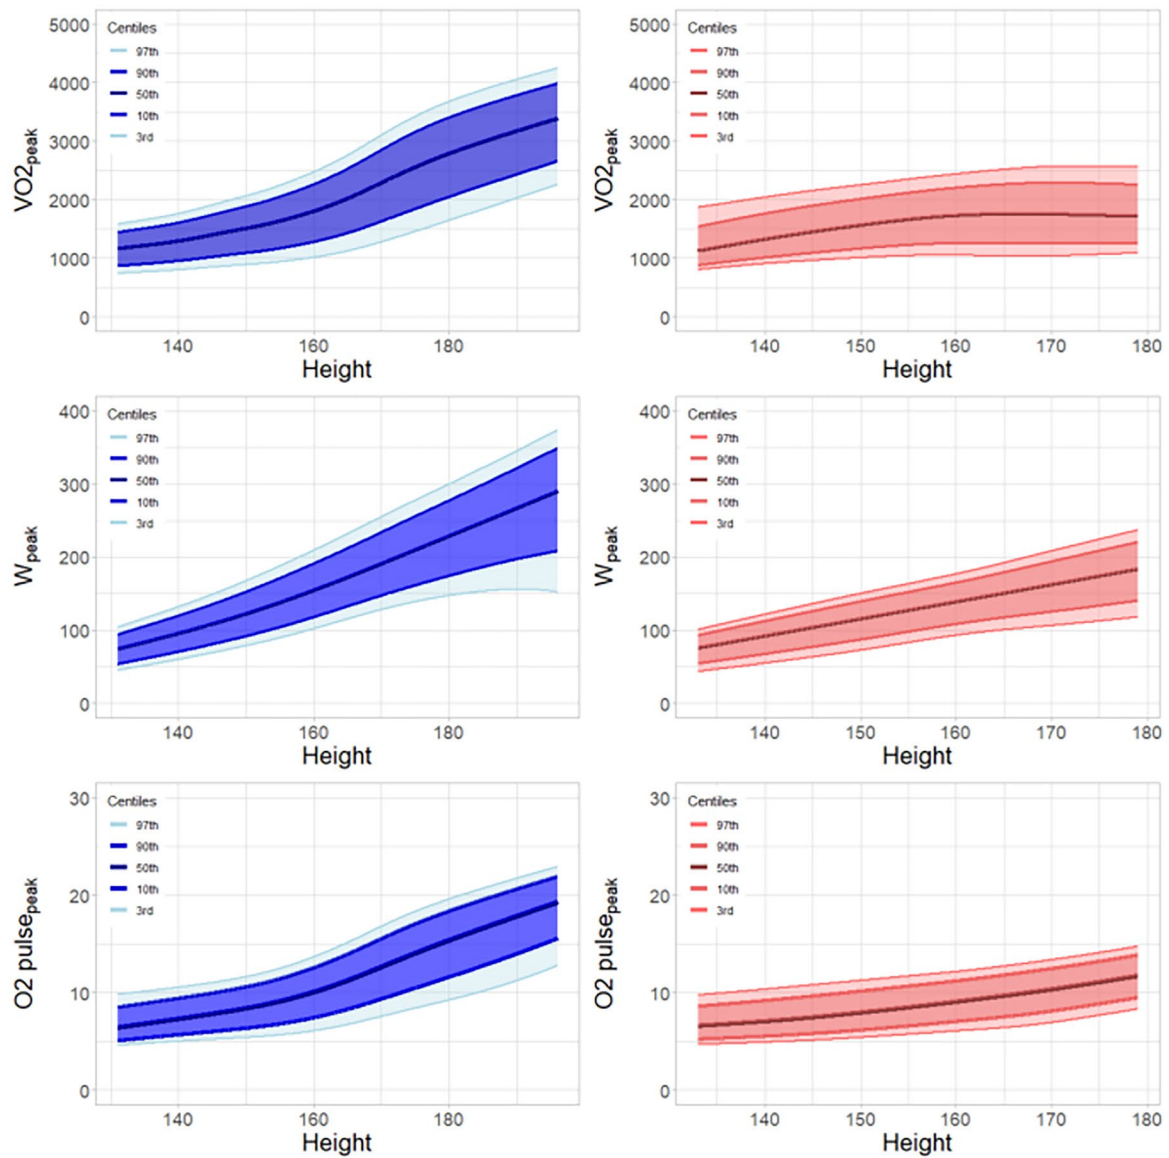 5000
4000
3000
2000
1000
0
VO2peak
Centiles
97th
90th
50th
10th
3rd
140 160 180
Height
5000
4000
3000
2000
1000
0
VO2peak
Centiles
97th
90th
50th
10th
3rd
140 150 160 170 180
Height
400
300
200
100
0
Wpeak
Centiles
97th
90th
50th
10th
3rd
140 160 180
Height
400
300
200
100
0
Wpeak
Centiles
97th
90th
50th
10th
3rd
140 150 160 170 180
Height
30
20
10
0
O2 pulsepeak
Centiles
97th
90th
50th
10th
3rd
140 160 180
Height
30
20
10
0
O2 pulsepeak
Centiles
97th
90th
50th
10th
3rd
140 150 160 170 180
Height